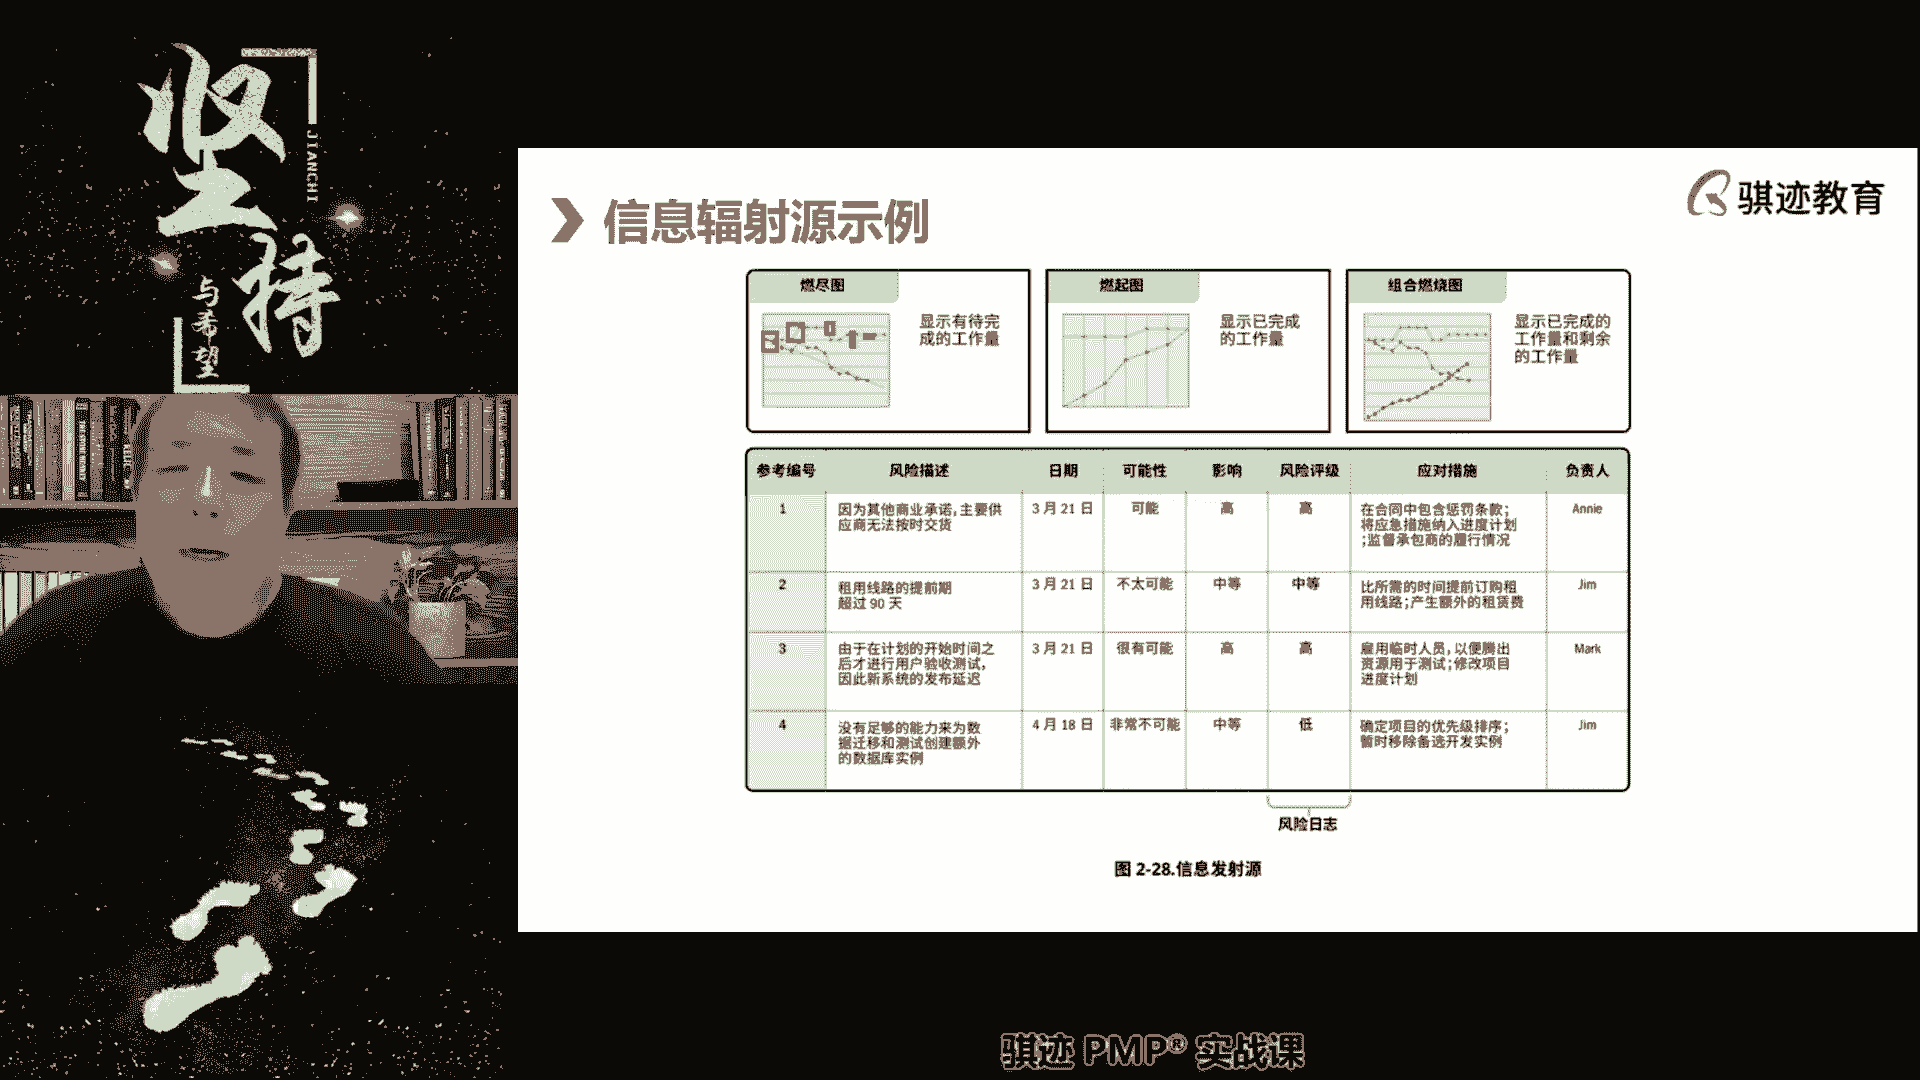 坚持
JIANCHI
与希望
骐迹教育
信息辐射源示例
燃尽图
显示有待完
成的工作量
燃起图
显示已完成
的工作量
组合燃烧图
显示已完成的
工作量和剩余
的工作量
参考编号 风险描述 日期 可能性 影响 风险评级 应对措施 负责人
1
因为其他商业承诺,主要供
应商无法按时交货
3 月 21 日
可能
高
高
在合同中包含惩罚条款;
将应急措施纳入进度计划
;监督承包商的履行情况
Annie
2
租用线路的提前期
超过 90 天
3 月 21 日
不太可能
中等
中等
比所需的时间提前订购租
用线路;产生额外的租赁费
Jim
3
由于在计划的开始时间之
后才进行用户验收测试,
因此新系统的发布延迟
3 月 21 日
很有可能
高
高
雇用临时人员,以便腾出
资源用于测试;修改项目
进度计划
Mark
4
没有足够的能力来为数
据迁移和测试创建额外
的数据库实例
4 月 18 日
非常不可能
中等
低
确定项目的优先级排序;
暂时移除备选开发实例
Jim
风险日志
图 2-28.信息发射源
骐迹 PMP® 实战课